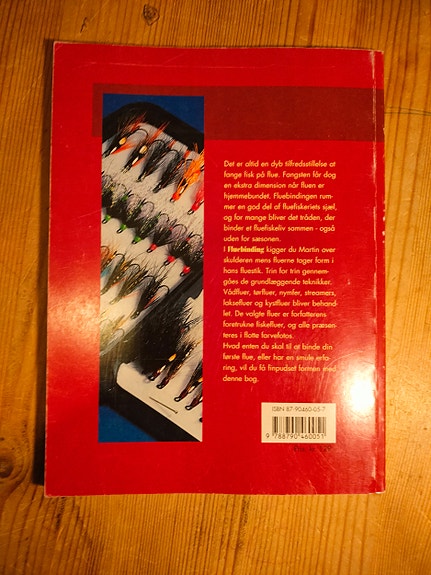 Det er altid en dyb tilfredsstillelse at
fange fisk på flue. Fangsten får dog
en ekstra dimension når fluen er
hjemmebundet. Fluebindingen rum-
mer en god del af fluefiskeriets sjæl,
og for mange bliver det tråden, der
binder et fluefiskeliv sammen - også
uden for sæsonen.
I Fluebinding kigger du Martin over
skulderen mens fluerne tager form i
hans fluestik. Trin for trin gennem-
gåes de grundlæggende teknikker.
Vådfluer, tørfluer, nymfer, streamers,
laksefluer og kystfluer bliver behand-
let. De valgte fluer er forfatterens
foretrukne fiskefluer, og alle præsen-
teres i flotte farvefotos.
Hvad enten du skal til at binde din
første flue, eller har en smule erfa-
ring, vil du få finpudset formen med
denne bog.
ISBN 87-90460-05-7
9 788790 460051